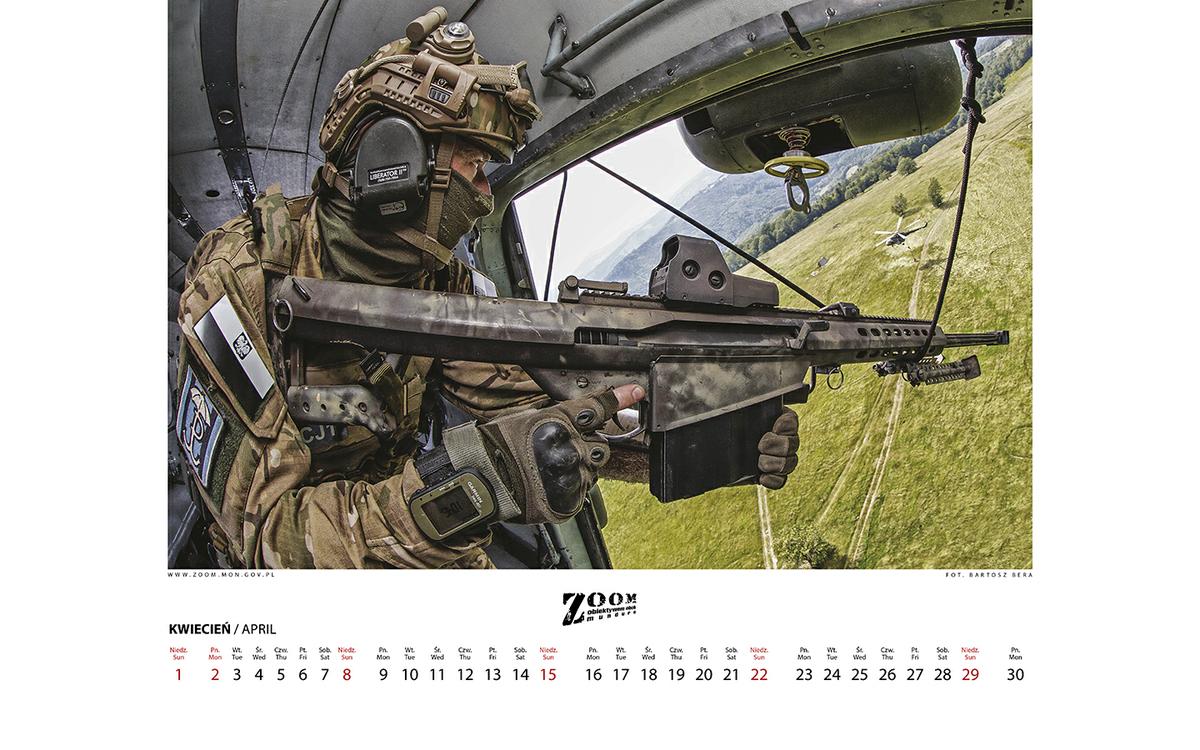 LIBERATOR II™
CJ1
GARMIN
WWW.ZOOM.MON.GOV.PL
FOT. BARTOSZ BERA
ZOOM
obiektywem obok
munduru
KWIECIEŃ / APRIL
Niedz. Pn. Wt. Śr. Czw. Pt. Sob. Niedz. Pn. Wt. Śr. Czw. Pt. Sob. Niedz. Pn. Wt. Śr. Czw. Pt. Sob. Niedz. Pn. Wt. Śr. Czw. Pt. Sob. Niedz. Pn.
Sun Mon Tue Wed Thu Fri Sat Sun Mon Tue Wed Thu Fri Sat Sun Mon Tue Wed Thu Fri Sat Sun Mon Tue Wed Thu Fri Sat Sun Mon
1 2 3 4 5 6 7 8 9 10 11 12 13 14 15 16 17 18 19 20 21 22 23 24 25 26 27 28 29 30